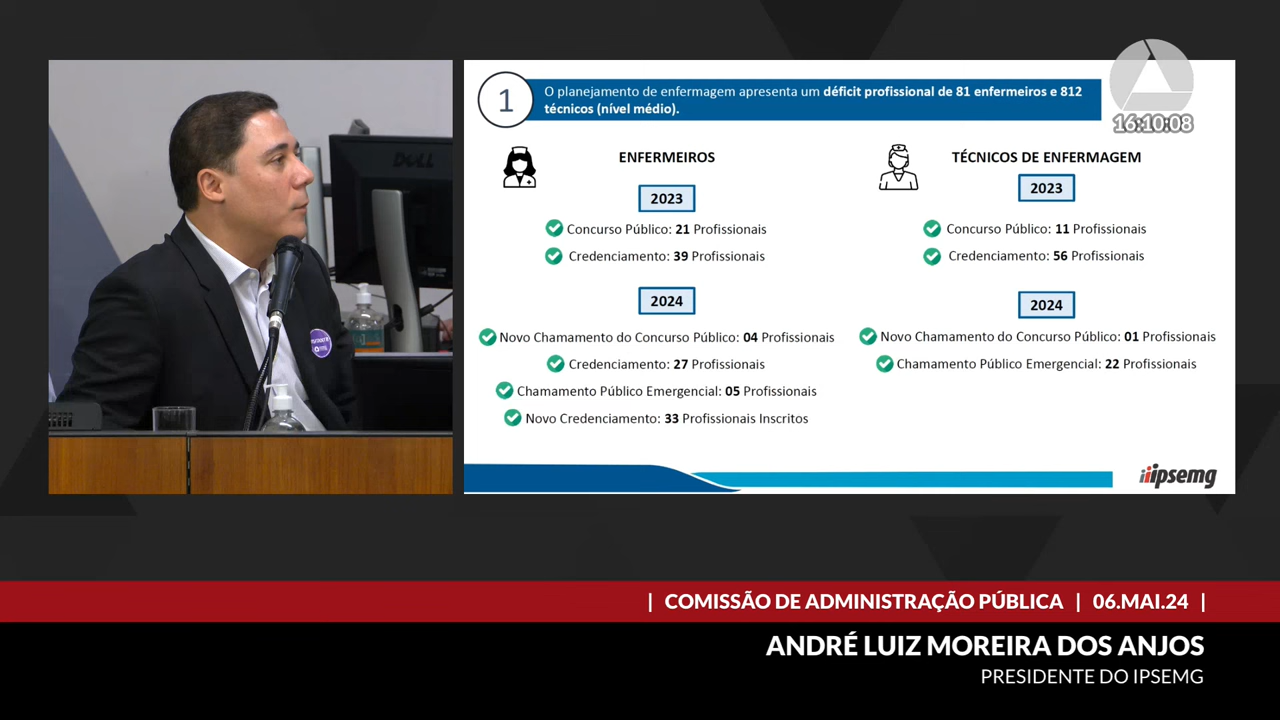 1
O planejamento de enfermagem apresenta um déficit profissional de 81 enfermeiros e 812
técnicos (nível médio).
16:10:08
ENFERMEIROS
2023
Concurso Público: 21 Profissionais
Credenciamento: 39 Profissionais
2024
Novo Chamamento do Concurso Público: 04 Profissionais
Credenciamento: 27 Profissionais
Chamamento Público Emergencial: 05 Profissionais
Novo Credenciamento: 33 Profissionais Inscritos
TÉCNICOS DE ENFERMAGEM
2023
Concurso Público: 11 Profissionais
Credenciamento: 56 Profissionais
2024
Novo Chamamento do Concurso Público: 01 Profissionais
Chamamento Público Emergencial: 22 Profissionais
ipsemg
DELL
| COMISSÃO DE ADMINISTRAÇÃO PÚBLICA | 06.MAI.24 |
ANDRÉ LUIZ MOREIRA DOS ANJOS
PRESIDENTE DO IPSEMG